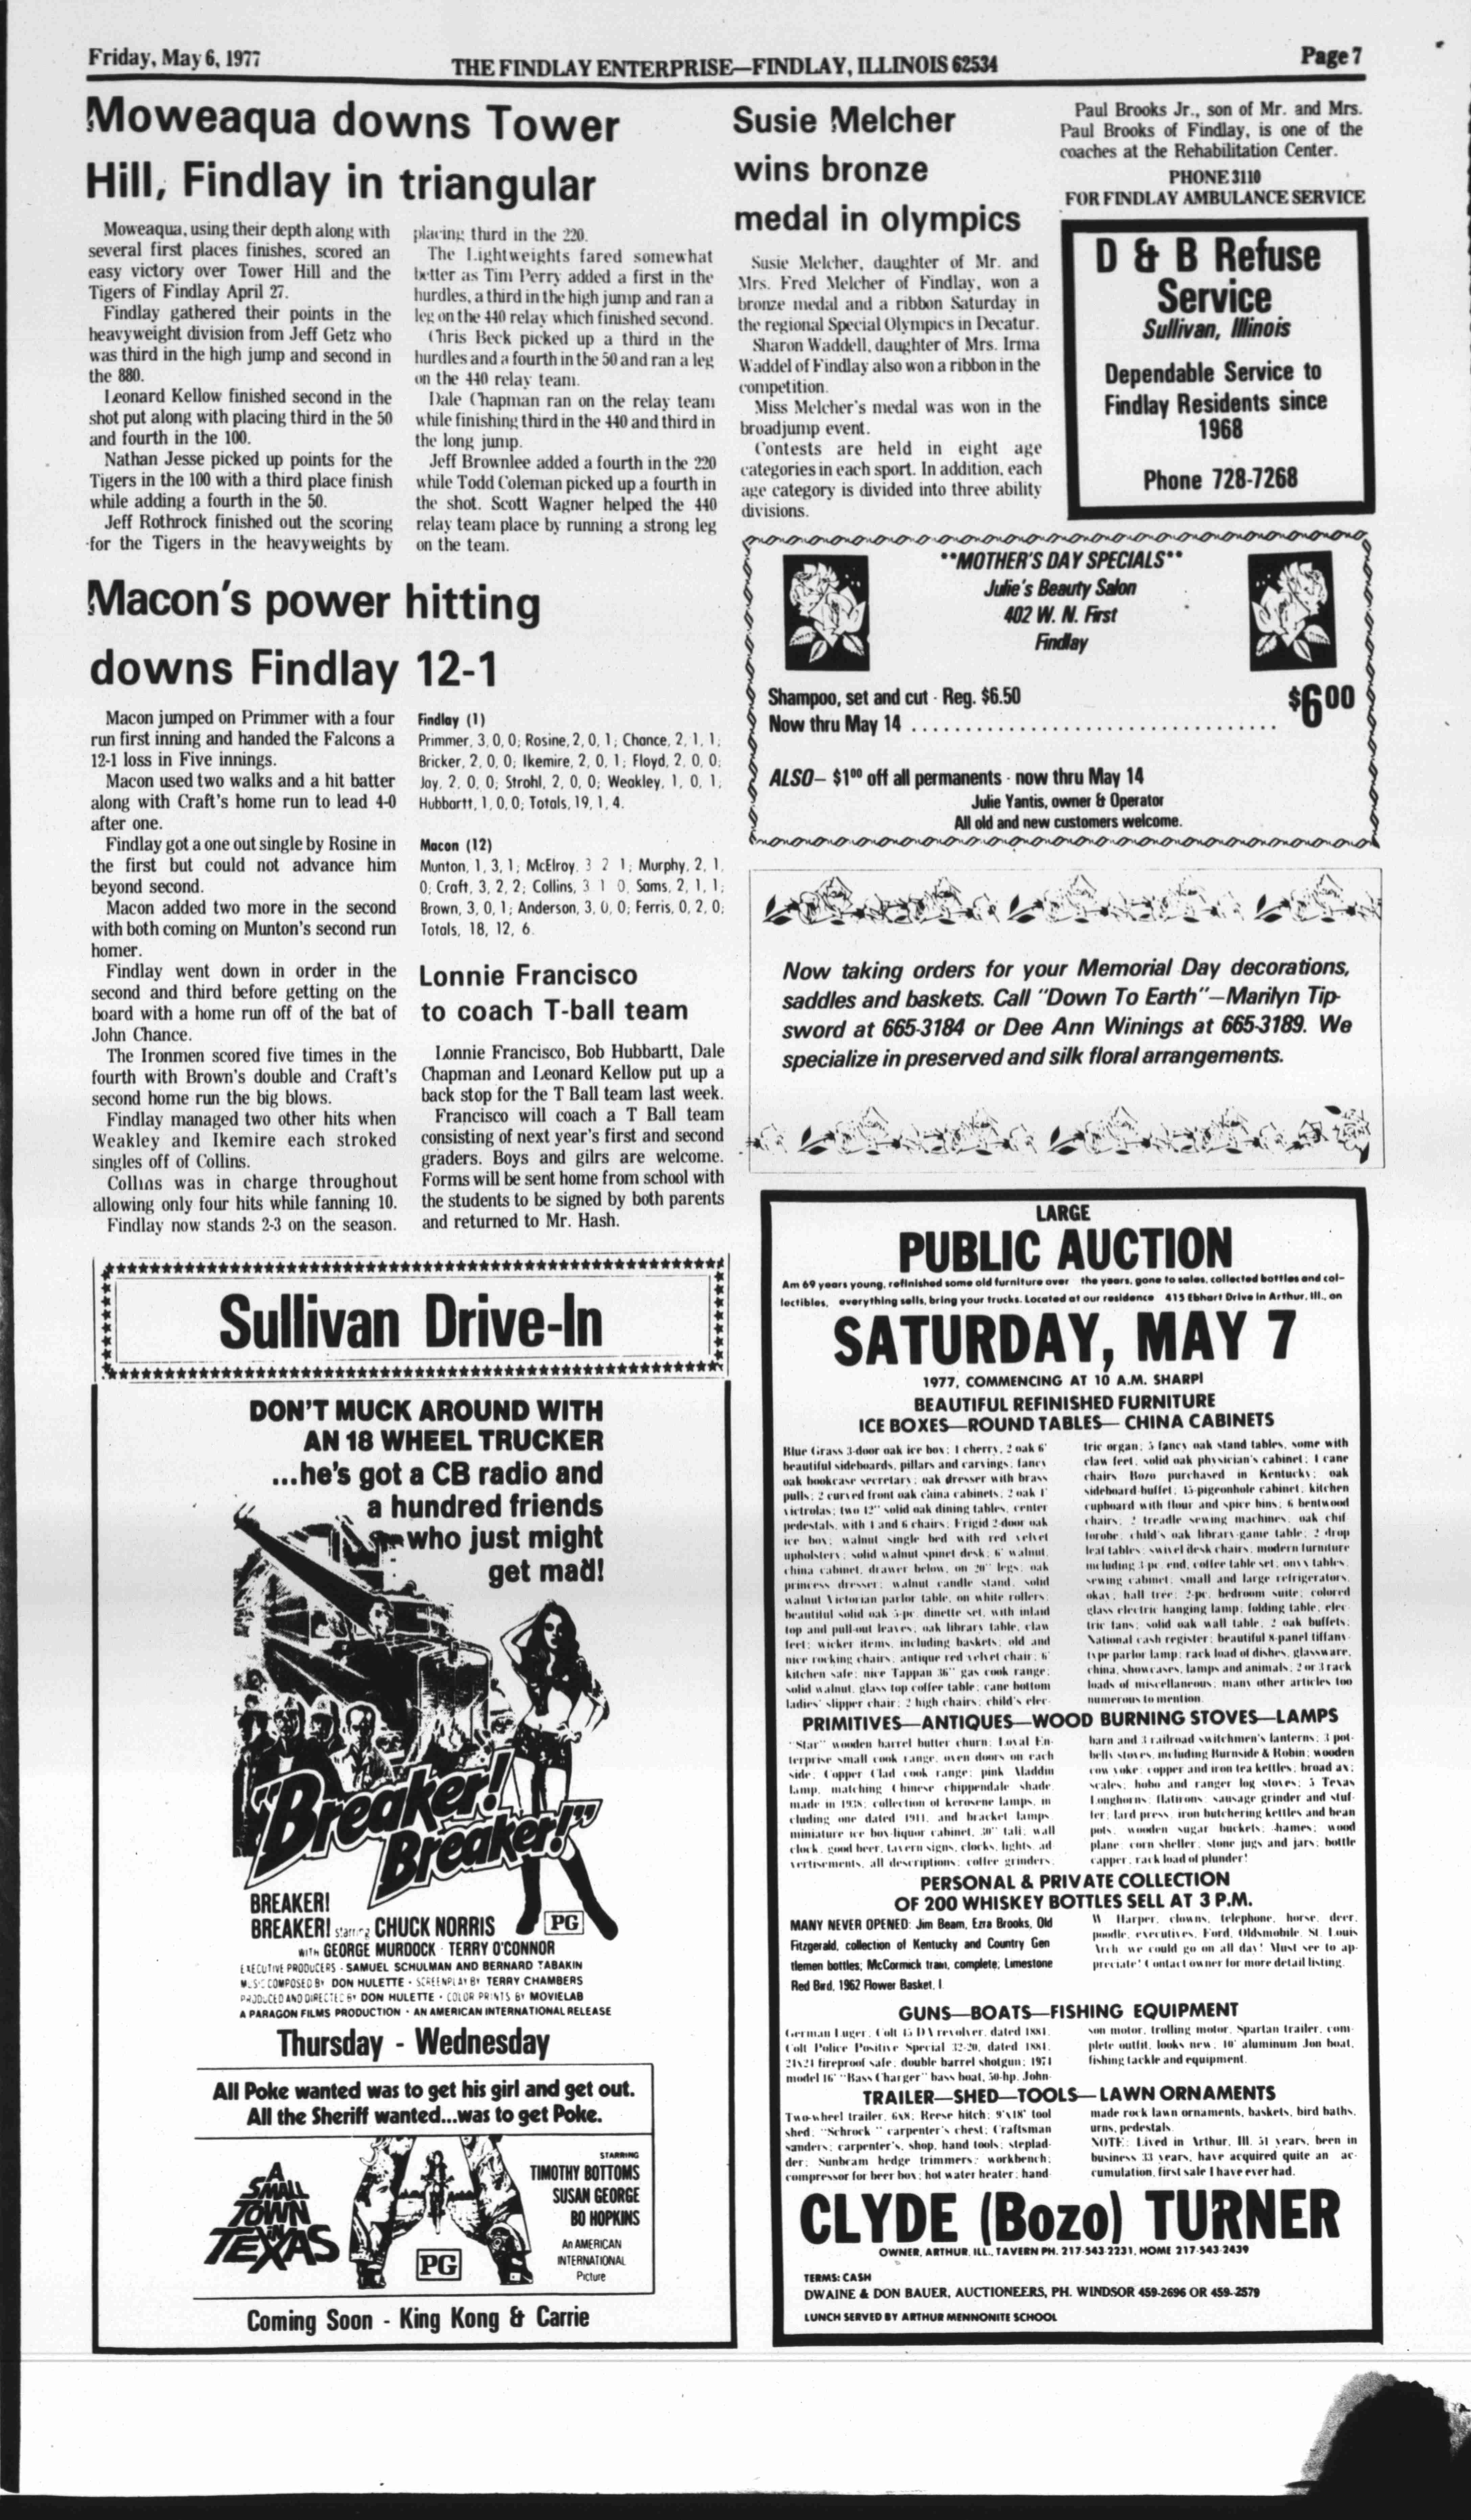 Friday, May 6, 1977
THE FINDLAY ENTERPRISE—FINDLAY, ILLINOIS 62534
Page 7
Moweaqua downs Tower
Hill, Findlay in triangular
Moweaqua, using their depth along with
several first places finishes, scored an
easy victory over Tower Hill and the
Tigers of Findlay April 27.
Findlay gathered their points in the
heavyweight division from Jeff Getz who
was third in the high jump and second in
the 880.
Leonard Kellow finished second in the
shot put along with placing third in the 50
and fourth in the 100.
Nathan Jesse picked up points for the
Tigers in the 100 with a third place finish
while adding a fourth in the 50.
Jeff Rothrock finished out the scoring
for the Tigers in the heavyweights by
placing third in the 220.
The Lightweights fared somewhat
better as Tim Perry added a first in the
hurdles, a third in the high jump and ran a
leg on the 440 relay which finished second.
Chris Beck picked up a third in the
hurdles and a fourth in the 50 and ran a leg
on the 440 relay team.
Dale Chapman ran on the relay team
while finishing third in the 440 and third in
the long jump.
Jeff Brownlee added a fourth in the 220
while Todd Coleman picked up a fourth in
the shot. Scott Wagner helped the 440
relay team place by running a strong leg
on the team.
Macon's power hitting
downs Findlay 12-1
Macon jumped on Primmer with a four
run first inning and handed the Falcons a
12-1 loss in Five innings.
Macon used two walks and a hit batter
along with Craft's home run to lead 4-0
after one.
Findlay got a one out single by Rosine in
the first but could not advance him
beyond second.
Macon added two more in the second
with both coming on Munton's second run
homer.
Findlay went down in order in the
second and third before getting on the
board with a home run off of the bat of
John Chance.
The Ironmen scored five times in the
fourth with Brown's double and Craft's
second home run the big blows.
Findlay managed two other hits when
Weakley and Ikemire each stroked
singles off of Collins.
Collins was in charge throughout
allowing only four hits while fanning 10.
Findlay now stands 2-3 on the season.
Findlay (1)
Primmer, 3, 0, 0; Rosine, 2, 0, 1; Chance, 2, 1, 1;
Bricker, 2, 0, 0; Ikemire, 2, 0, 1; Floyd, 2, 0, 0;
Jay, 2, 0, 0; Strohl, 2, 0, 0; Weakley, 1, 0, 1;
Hubbartt, 1, 0, 0; Totals, 19, 1, 4.
Macon (12)
Munton, 1, 3, 1; McElroy, 3 2 1; Murphy, 2, 1,
0; Craft, 3, 2, 2; Collins, 3 1 0, Sams, 2, 1, 1;
Brown, 3, 0, 1; Anderson, 3, 0, 0; Ferris, 0, 2, 0;
Totals, 18, 12, 6.
Lonnie Francisco
to coach T-ball team
Lonnie Francisco, Bob Hubbartt, Dale
Chapman and Leonard Kellow put up a
back stop for the T Ball team last week.
Francisco will coach a T Ball team
consisting of next year's first and second
graders. Boys and gilrs are welcome.
Forms will be sent home from school with
the students to be signed by both parents
and returned to Mr. Hash.
Susie Melcher
wins bronze
medal in olympics
Susie Melcher, daughter of Mr. and
Mrs. Fred Melcher of Findlay, won a
bronze medal and a ribbon Saturday in
the regional Special Olympics in Decatur.
Sharon Waddell, daughter of Mrs. Irma
Waddel of Findlay also won a ribbon in the
competition.
Miss Melcher's medal was won in the
broadjump event.
Contests are held in eight age
categories in each sport. In addition, each
age category is divided into three ability
divisions.
Paul Brooks Jr., son of Mr. and Mrs.
Paul Brooks of Findlay, is one of the
coaches at the Rehabilitation Center.
PHONE 3110
FOR FINDLAY AMBULANCE SERVICE
D & B Refuse
Service
Sullivan, Illinois
Dependable Service to
Findlay Residents since
1968
Phone 728-7268
**MOTHER'S DAY SPECIALS**
Julie's Beauty Salon
402 W. N. First
Findlay
Shampoo, set and cut - Reg. $6.50
Now thru May 14 .............................. $6⁰⁰
ALSO— $1⁰⁰ off all permanents - now thru May 14
Julie Yantis, owner & Operator
All old and new customers welcome.
Now taking orders for your Memorial Day decorations,
saddles and baskets. Call "Down To Earth"—Marilyn Tip-
sword at 665-3184 or Dee Ann Winings at 665-3189. We
specialize in preserved and silk floral arrangements.
Sullivan Drive-In
DON'T MUCK AROUND WITH
AN 18 WHEEL TRUCKER
...he's got a CB radio and
a hundred friends
who just might
get mad!
"Breaker!
Breaker!"
BREAKER!
BREAKER! starring CHUCK NORRIS
PG
WITH GEORGE MURDOCK · TERRY O'CONNOR
EXECUTIVE PRODUCERS - SAMUEL SCHULMAN AND BERNARD TABAKIN
MUSIC COMPOSED BY DON HULETTE · SCREENPLAY BY TERRY CHAMBERS
PRODUCED AND DIRECTED BY DON HULETTE · COLOR PRINTS BY MOVIELAB
A PARAGON FILMS PRODUCTION · AN AMERICAN INTERNATIONAL RELEASE
Thursday - Wednesday
All Poke wanted was to get his girl and get out.
All the Sheriff wanted...was to get Poke.
A
SMALL
TOWN
IN
TEXAS
PG
STARRING
TIMOTHY BOTTOMS
SUSAN GEORGE
BO HOPKINS
An AMERICAN
INTERNATIONAL
Picture
Coming Soon - King Kong & Carrie
LARGE
PUBLIC AUCTION
Am 69 years young, refinished some old furniture over the years, gone to sales, collected bottles and col-
lectibles, everything sells, bring your trucks. Located at our residence 415 Ebhart Drive in Arthur, Ill., on
SATURDAY, MAY 7
1977, COMMENCING AT 10 A.M. SHARP!
BEAUTIFUL REFINISHED FURNITURE
ICE BOXES—ROUND TABLES—CHINA CABINETS
Blue Grass 3-door oak ice box; 1 cherry, 2 oak 6'
beautiful sideboards, pillars and carvings; fancy
oak bookcase secretary; oak dresser with brass
pulls; 2 curved front oak china cabinets; 2 oak 4'
victrolas; two 42" solid oak dining tables, center
pedestals, with 4 and 6 chairs; Frigid 2-door oak
ice box; walnut single bed with red velvet
upholstery; solid walnut spinet desk; 6' walnut,
china cabinet, drawer below, on 20" legs; oak
princess dresser; walnut candle stand, solid
walnut Victorian parlor table, on white rollers;
beautiful solid oak 5-pc. dinette set, with inlaid
top and pull-out leaves; oak library table, claw
feet; wicker items, including baskets; old and
nice rocking chairs; antique red velvet chair; 6'
kitchen safe; nice Tappan 36" gas cook range;
solid walnut, glass top coffee table; cane bottom
ladies' slipper chair; 2 high chairs; child's elec-
tric organ; 5 fancy oak stand tables, some with
claw feet, solid oak physician's cabinet; 4 cane
chairs Bozo purchased in Kentucky; oak
sideboard-buffet; 45-pigeonhole cabinet; kitchen
cupboard with flour and spice bins; 6 bentwood
chairs; 2 treadle sewing machines; oak chif-
forobe; child's oak library-game table; 2 drop
leaf tables; swivel desk chairs; modern furniture
including 3-pc. end, coffee table set; onyx tables,
sewing cabinet; small and large refrigerators,
okay; hall tree; 2-pc. bedroom suite; colored
glass electric hanging lamp; folding table; elec-
tric fans; solid oak wall table; 2 oak buffets;
National cash register; beautiful 8-panel tiffany-
type parlor lamp; rack load of dishes, glassware,
china, showcases, lamps and animals; 2 or 3 rack
loads of miscellaneous; many other articles too
numerous to mention.
PRIMITIVES—ANTIQUES—WOOD BURNING STOVES—LAMPS
"Star" wooden barrel butter churn; Loyal En-
terprise small cook range, oven doors on each
side; Copper Clad cook range; pink Aladdin
Lamp, matching Chinese chippendale shade,
made in 1938; collection of kerosene lamps, in
cluding one dated 1911, and bracket lamps,
miniature ice box-liquor cabinet, 30" tall; wall
clock, good beer, tavern signs, clocks, lights, ad
vertisements, all descriptions; coffee grinders,
barn and 3 railroad switchmen's lanterns; 3 pot-
belly stoves, including Burnside & Robin; wooden
cow yoke; copper and iron tea kettles; broad ax;
scales; hobo and ranger log stoves; 5 Texas
Longhorns; flatirons; sausage grinder and stuf-
fer; lard press, iron butchering kettles and bean
pots, wooden sugar buckets; hames; wood
plane; corn sheller; stone jugs and jars; bottle
capper; rack load of plunder!
PERSONAL & PRIVATE COLLECTION
OF 200 WHISKEY BOTTLES SELL AT 3 P.M.
MANY NEVER OPENED: Jim Beam, Ezra Brooks, Old
Fitzgerald, collection of Kentucky and Country Gen
tlemen bottles; McCormick train, complete; Limestone
Red Bird, 1962 Flower Basket, I.
W. Harper, clowns, telephone, horse, deer,
poodle, executives, Ford, Oldsmobile, St. Louis
Arch, we could go on all day! Must see to ap-
preciate! Contact owner for more detail listing.
GUNS—BOATS—FISHING EQUIPMENT
German Luger, Colt 45 DA revolver, dated 1881,
Colt Police Positive Special 32-20, dated 1884;
24x24 fireproof safe, double barrel shotgun; 1974
model 16' "Bass Charger" bass boat, 50-hp. John-
son motor, trolling motor, Spartan trailer, com-
plete outfit, looks new; 10' aluminum Jon boat,
fishing tackle and equipment.
TRAILER—SHED—TOOLS—LAWN ORNAMENTS
Two-wheel trailer, 6x8; Reese hitch; 9'x18' tool
shed; "Schrock" carpenter's chest; Craftsman
sanders; carpenter's, shop, hand tools; steplad-
der; Sunbeam hedge trimmers; workbench;
compressor for beer box; hot water heater; hand-
made rock lawn ornaments, baskets, bird baths,
urns, pedestals.
NOTE: Lived in Arthur, Ill. 51 years, been in
business 33 years, have acquired quite an ac-
cumulation, first sale I have ever had.
CLYDE (Bozo) TURNER
OWNER, ARTHUR, ILL., TAVERN PH. 217-543-2231, HOME 217-543-2439
TERMS: CASH
DWAINE & DON BAUER, AUCTIONEERS, PH. WINDSOR 459-2696 OR 459-2579
LUNCH SERVED BY ARTHUR MENNONITE SCHOOL